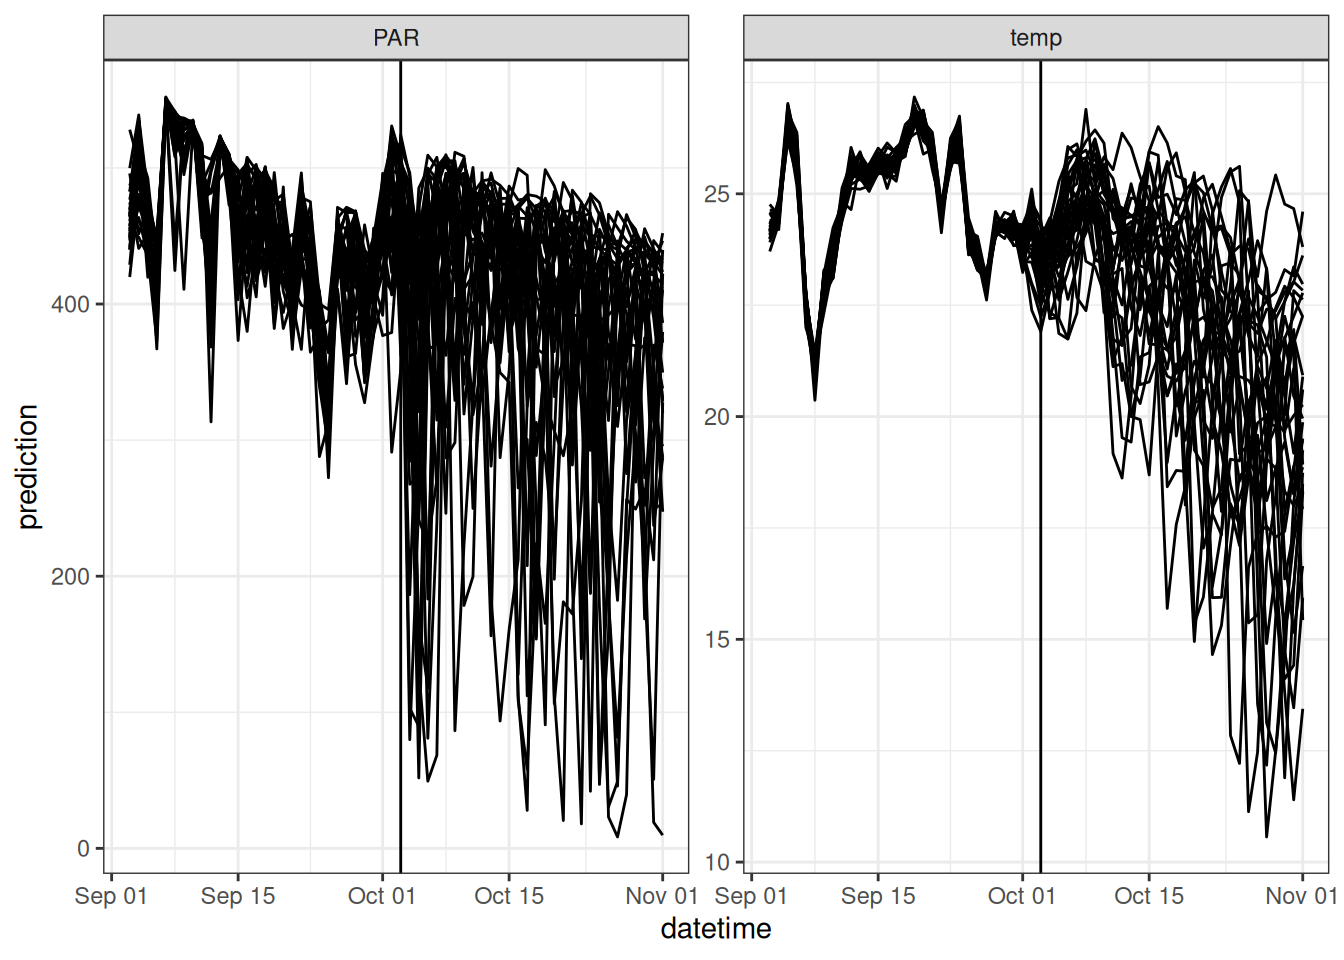 PAR
temp
prediction
400
200
0
25
20
15
10
Sep 01
Sep 15
Oct 01
Oct 15
Nov 01
Sep 01
Sep 15
Oct 01
Oct 15
Nov 01
datetime